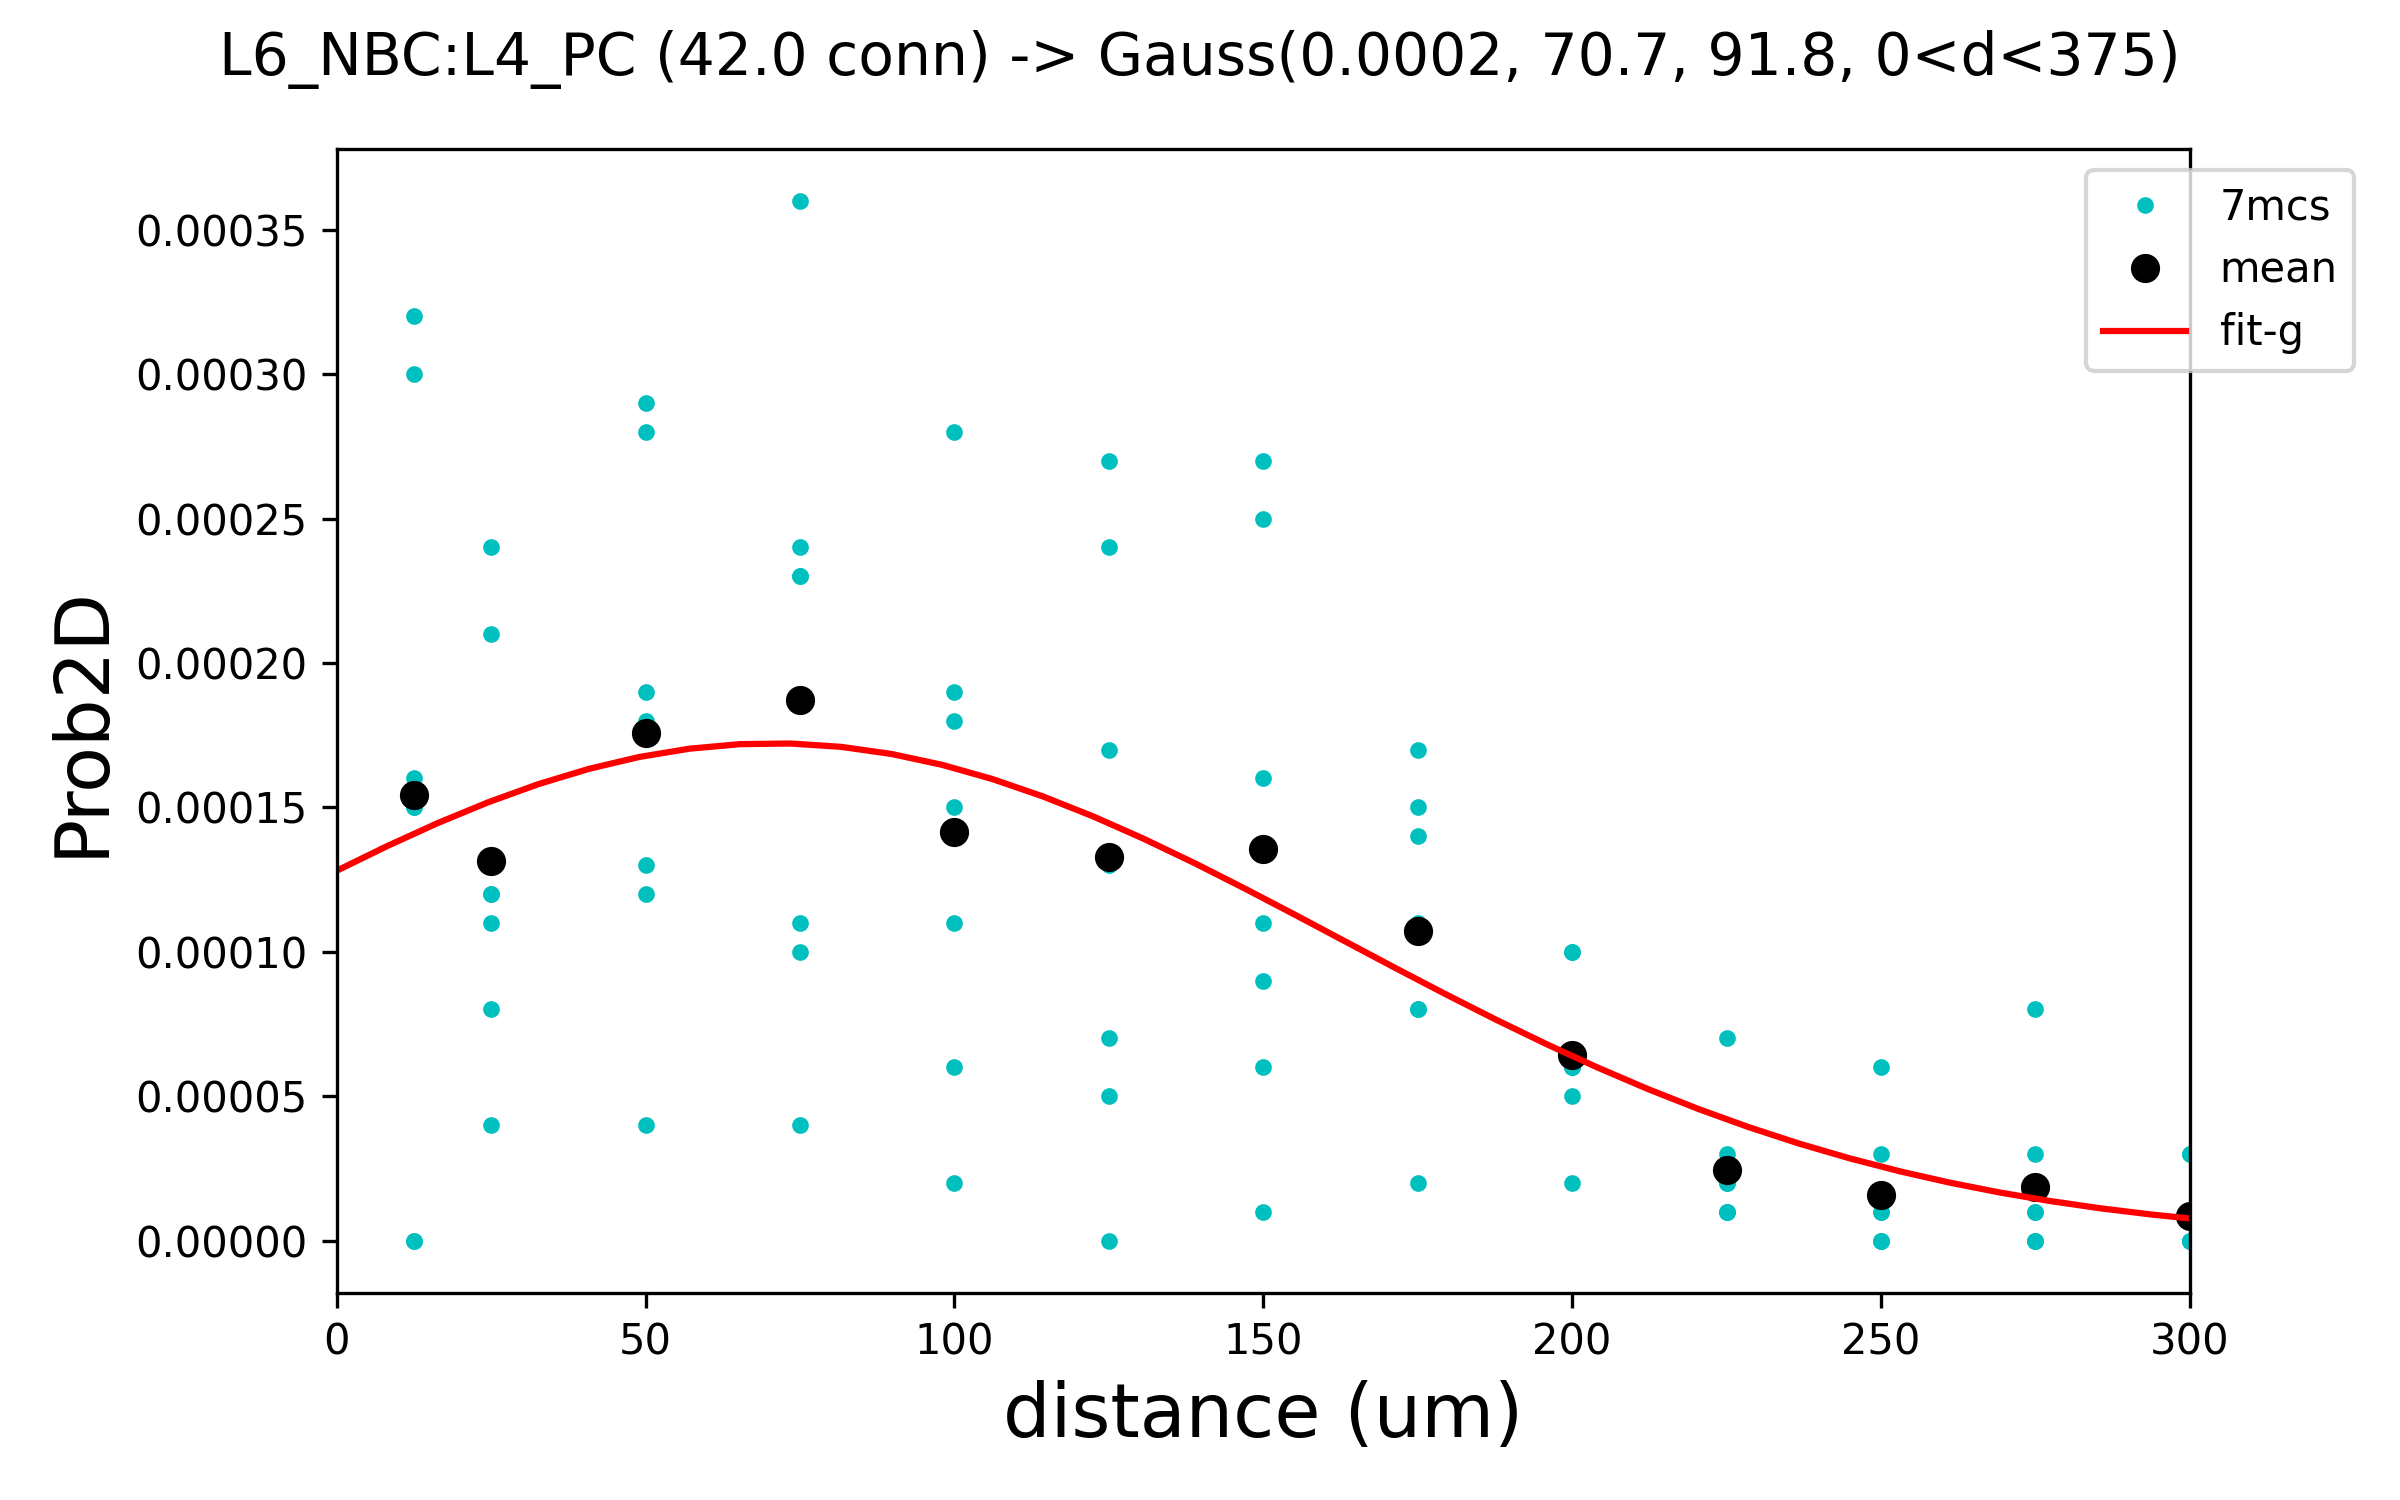 L6_NBC:L4_PC (42.0 conn) -> Gauss(0.0002, 70.7, 91.8, 0<d<375)
7mcs
mean
fit-g
Prob2D
0.00035
0.00030
0.00025
0.00020
0.00015
0.00010
0.00005
0.00000
0 50 100 150 200 250 300
distance (um)